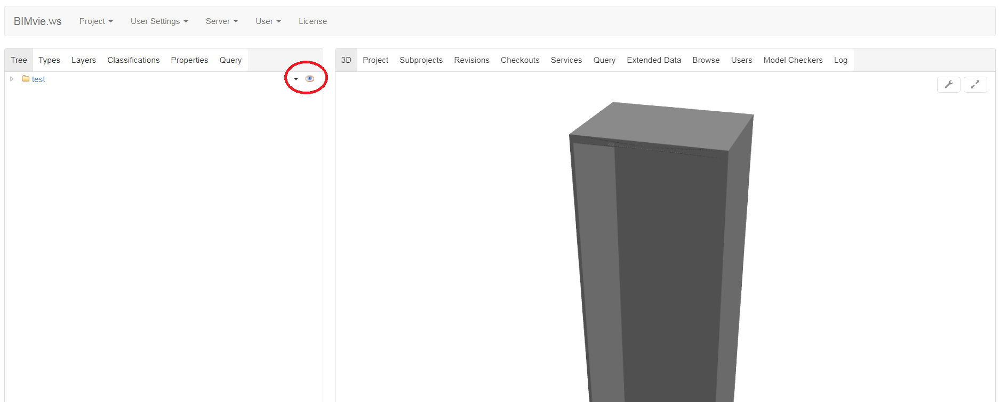 BIMvie.ws Project User Settings Server User License
Tree Types Layers Classifications Properties Query
test
3D Project Subprojects Revisions Checkouts Services Query Extended Data Browse Users Model Checkers Log